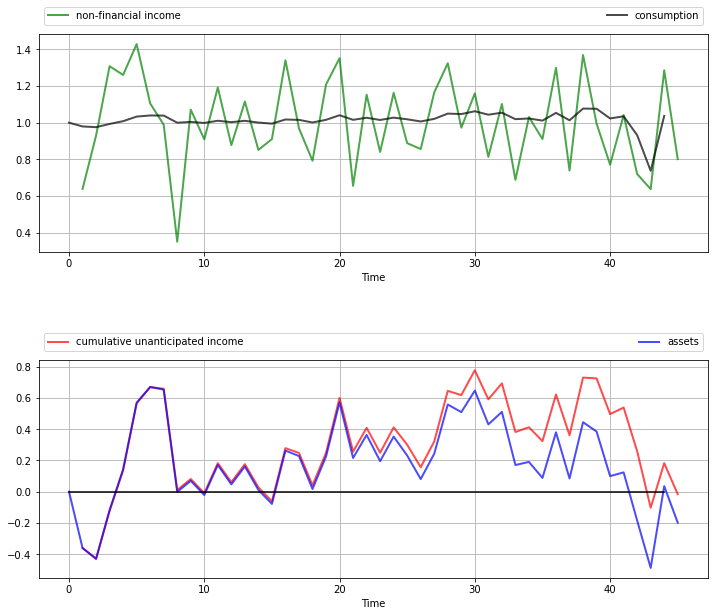 non-financial income consumption
1.4
1.2
1.0
0.8
0.6
0.4
0 10 20 30 40
Time
cumulative unanticipated income assets
0.8
0.6
0.4
0.2
0.0
−0.2
−0.4
0 10 20 30 40
Time